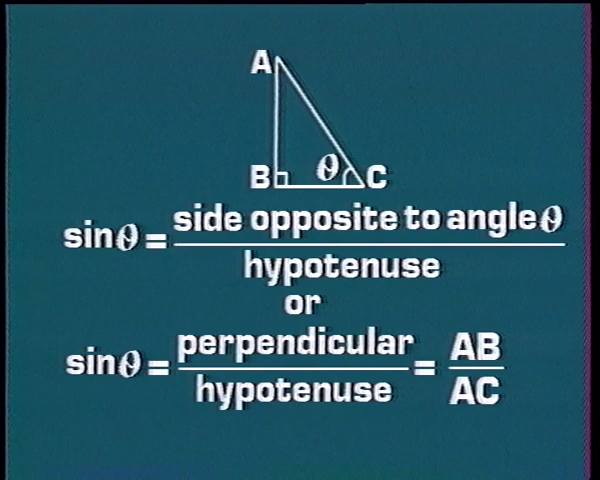 A
B θ C
sinθ = side opposite to angle θ
hypotenuse
or
sinθ = perpendicular = AB
hypotenuse AC